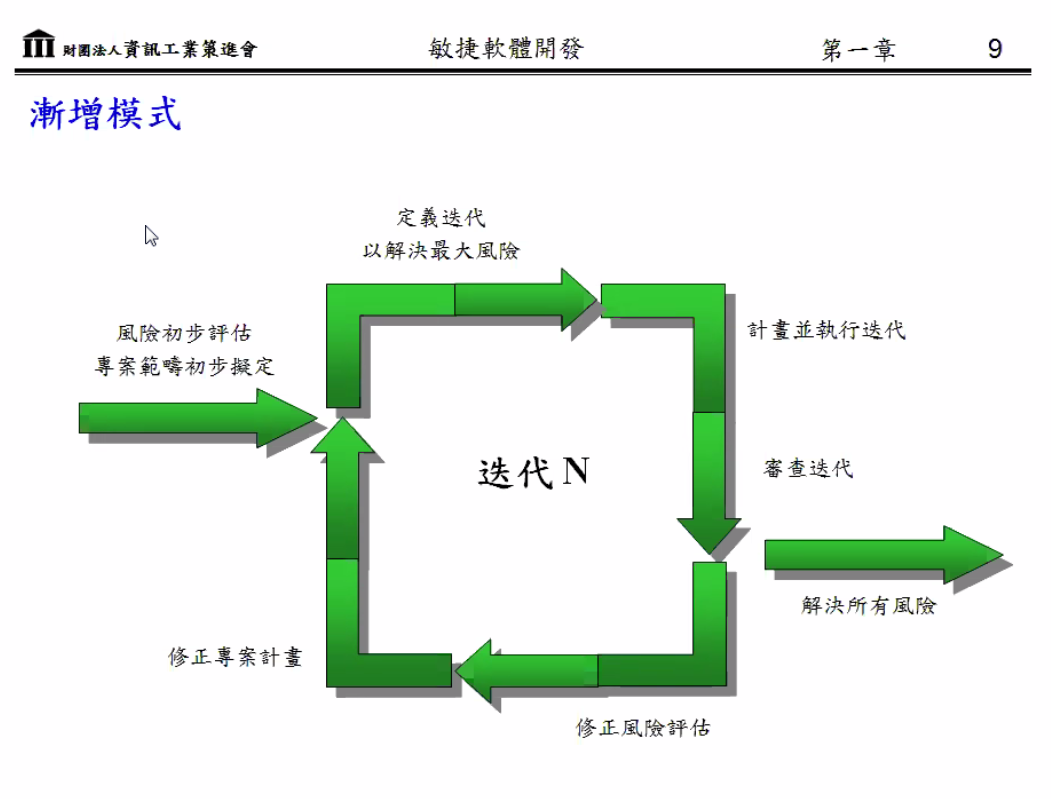 財團法人資訊工業策進會
敏捷軟體開發
第一章
9
漸增模式
定義迭代
以解決最大風險
風險初步評估
專案範疇初步擬定
計畫並執行迭代
迭代 N
審查迭代
解決所有風險
修正專案計畫
修正風險評估